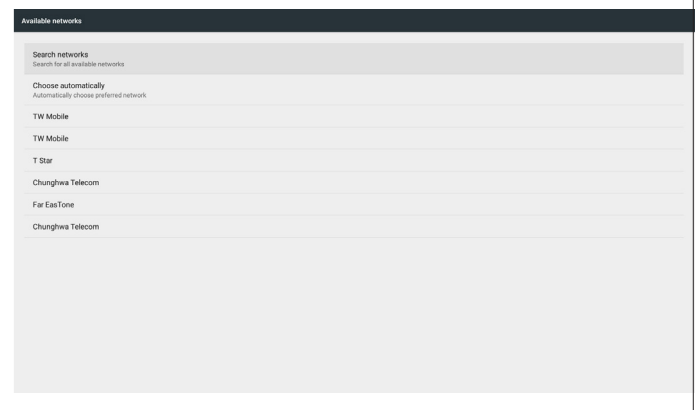 Available networks
Search networks
Search for all available networks
Choose automatically
Automatically choose preferred network
TW Mobile
TW Mobile
T Star
Chunghwa Telecom
Far EasTone
Chunghwa Telecom